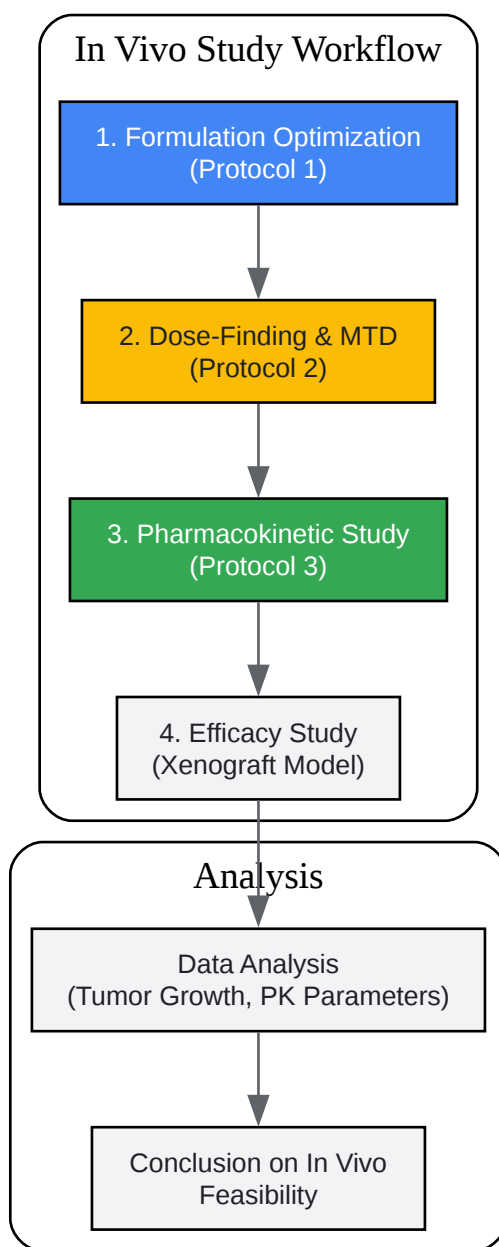 In Vivo Study Workflow
1. Formulation Optimization
(Protocol 1)
2. Dose-Finding & MTD
(Protocol 2)
3. Pharmacokinetic Study
(Protocol 3)
4. Efficacy Study
(Xenograft Model)
Analysis
Data Analysis
(Tumor Growth, PK Parameters)
Conclusion on In Vivo
Feasibility